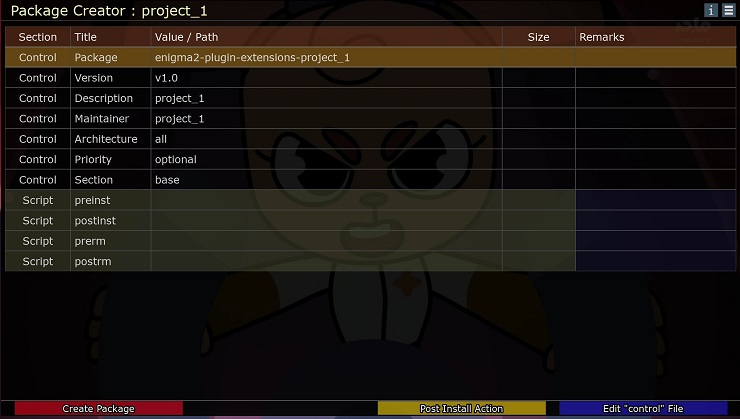 Package Creator : project_1
Section Title Value / Path Size Remarks
Control Package enigma2-plugin-extensions-project_1
Control Version v1.0
Control Description project_1
Control Maintainer project_1
Control Architecture all
Control Priority optional
Control Section base
Script preinst
Script postinst
Script prerm
Script postrm
Create Package Post Install Action Edit "control" File